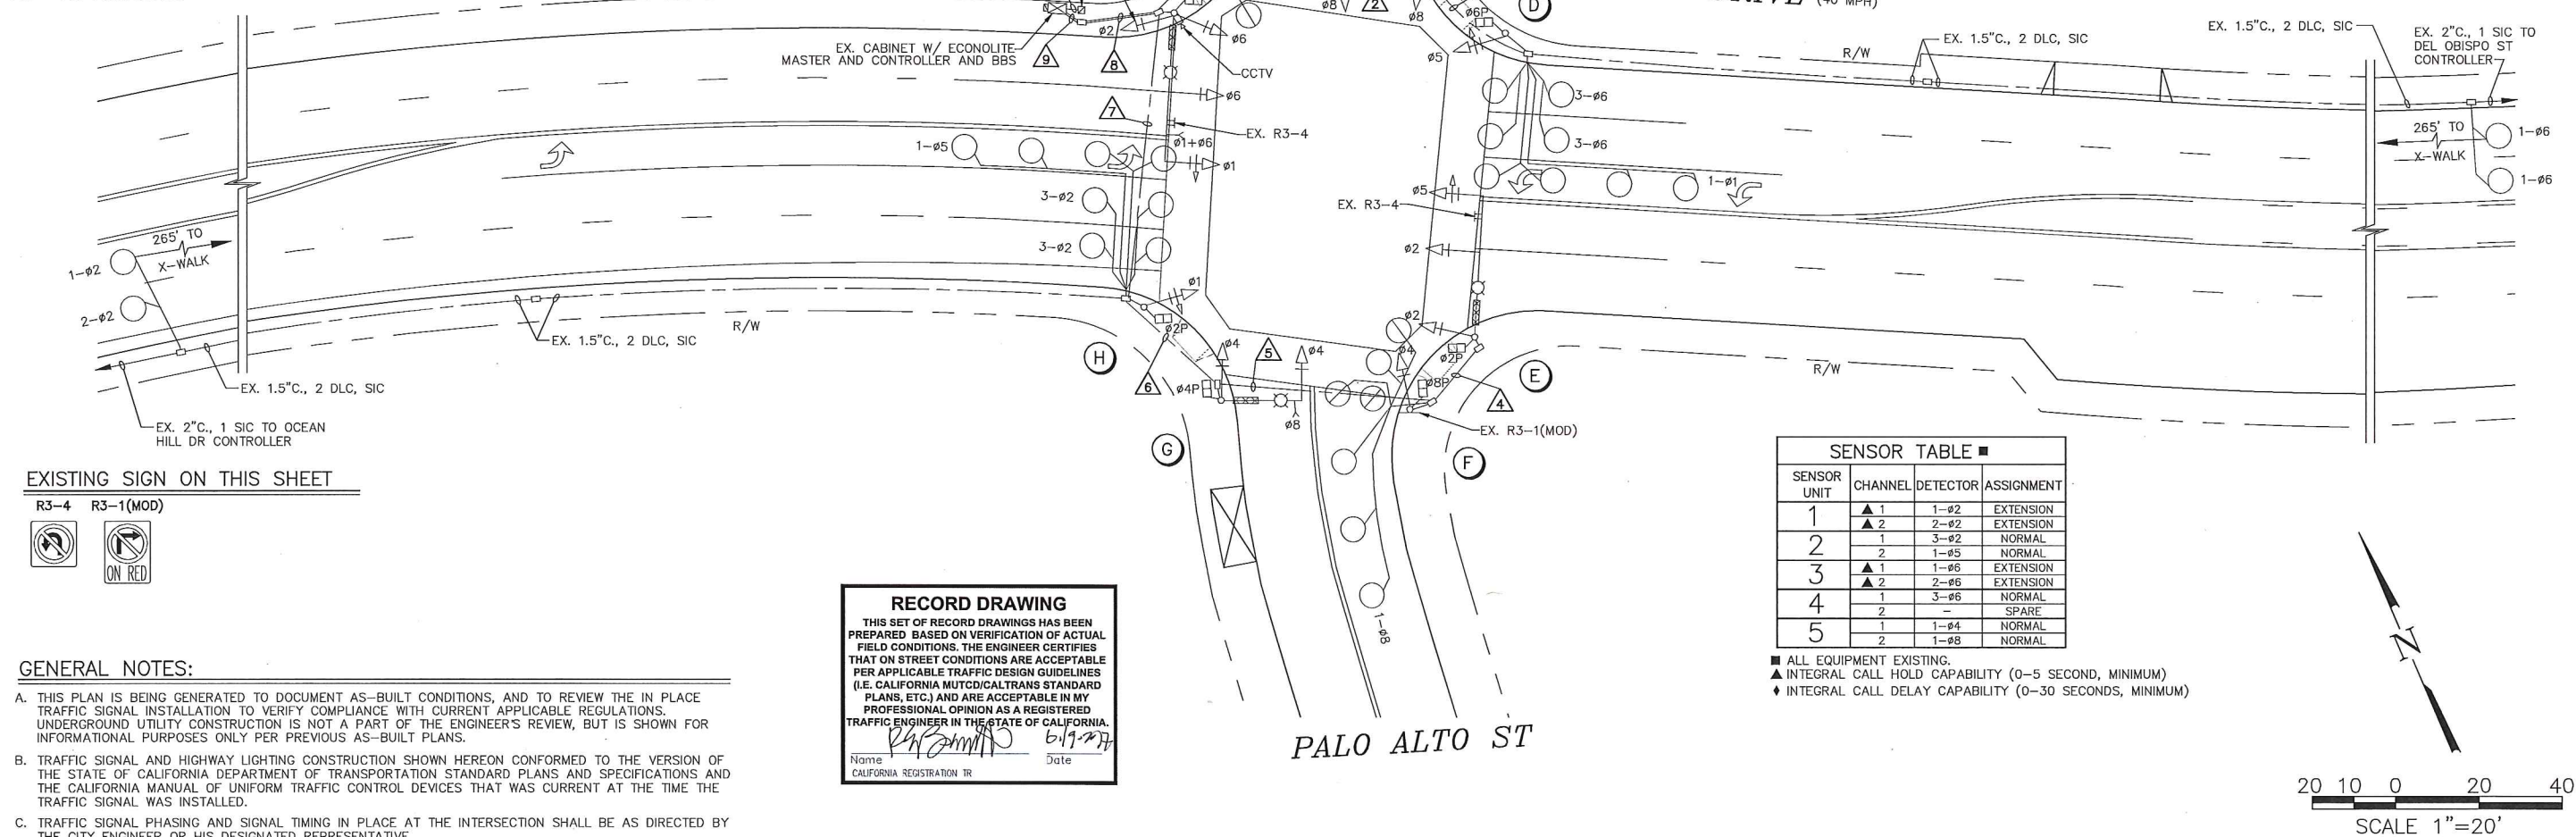 RIVE (40 MPH)
ø8
2
ø8
ø6P
D
ø2
ø6
EX. CABINET W/ ECONOLITE
MASTER AND CONTROLLER AND BBS
9
8
CCTV
ø6
7
EX. R3-4
ø1+ø6
ø1
1-ø5
3-ø2
3-ø2
265' TO
X-WALK
1-ø2
2-ø2
R/W
EX. 1.5"C., 2 DLC, SIC
EX. 1.5"C., 2 DLC, SIC
EX. 2"C., 1 SIC TO OCEAN
HILL DR CONTROLLER
ø5
3-ø6
3-ø6
1-ø1
ø5
EX. R3-4
ø2
R/W
EX. 1.5"C., 2 DLC, SIC
EX. 1.5"C., 2 DLC, SIC
EX. 2"C., 1 SIC TO
DEL OBISPO ST
CONTROLLER
265' TO
X-WALK
1-ø6
1-ø6
ø1
ø2P
H
6
ø4
5
ø4
ø4P
ø8
ø2
ø4
ø2P
ø8P
E
4
EX. R3-1(MOD)
R/W
G
F
1-ø8
PALO ALTO ST
EXISTING SIGN ON THIS SHEET
R3-4 R3-1(MOD)
ON RED
SENSOR TABLE ■
SENSOR UNIT CHANNEL DETECTOR ASSIGNMENT
1 ▲ 1 1-ø2 EXTENSION
▲ 2 2-ø2 EXTENSION
2 1 3-ø2 NORMAL
2 1-ø5 NORMAL
3 ▲ 1 1-ø6 EXTENSION
▲ 2 2-ø6 EXTENSION
4 1 3-ø6 NORMAL
2 - SPARE
5 1 1-ø4 NORMAL
2 1-ø8 NORMAL
■ ALL EQUIPMENT EXISTING.
▲ INTEGRAL CALL HOLD CAPABILITY (0-5 SECOND, MINIMUM)
♦ INTEGRAL CALL DELAY CAPABILITY (0-30 SECONDS, MINIMUM)
GENERAL NOTES:
A. THIS PLAN IS BEING GENERATED TO DOCUMENT AS-BUILT CONDITIONS, AND TO REVIEW THE IN PLACE
TRAFFIC SIGNAL INSTALLATION TO VERIFY COMPLIANCE WITH CURRENT APPLICABLE REGULATIONS.
UNDERGROUND UTILITY CONSTRUCTION IS NOT A PART OF THE ENGINEER'S REVIEW, BUT IS SHOWN FOR
INFORMATIONAL PURPOSES ONLY PER PREVIOUS AS-BUILT PLANS.
B. TRAFFIC SIGNAL AND HIGHWAY LIGHTING CONSTRUCTION SHOWN HEREON CONFORMED TO THE VERSION OF
THE STATE OF CALIFORNIA DEPARTMENT OF TRANSPORTATION STANDARD PLANS AND SPECIFICATIONS AND
THE CALIFORNIA MANUAL OF UNIFORM TRAFFIC CONTROL DEVICES THAT WAS CURRENT AT THE TIME THE
TRAFFIC SIGNAL WAS INSTALLED.
C. TRAFFIC SIGNAL PHASING AND SIGNAL TIMING IN PLACE AT THE INTERSECTION SHALL BE AS DIRECTED BY
THE CITY ENGINEER OR HIS DESIGNATED REPRESENTATIVE.
RECORD DRAWING
THIS SET OF RECORD DRAWINGS HAS BEEN
PREPARED BASED ON VERIFICATION OF ACTUAL
FIELD CONDITIONS. THE ENGINEER CERTIFIES
THAT ON STREET CONDITIONS ARE ACCEPTABLE
PER APPLICABLE TRAFFIC DESIGN GUIDELINES
(I.E. CALIFORNIA MUTCD/CALTRANS STANDARD
PLANS, ETC.) AND ARE ACCEPTABLE IN MY
PROFESSIONAL OPINION AS A REGISTERED
TRAFFIC ENGINEER IN THE STATE OF CALIFORNIA.
Name Date
CALIFORNIA REGISTRATION TR
N
20 10 0 20 40
SCALE 1"=20'